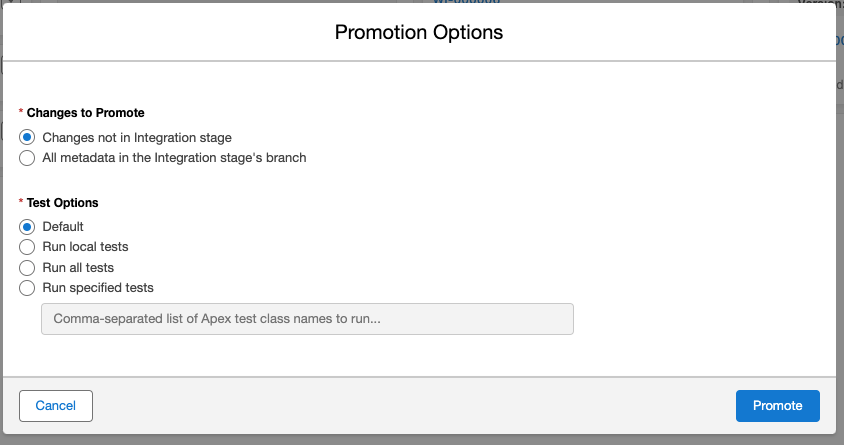 Promotion Options
* Changes to Promote
Changes not in Integration stage
All metadata in the Integration stage's branch
* Test Options
Default
Run local tests
Run all tests
Run specified tests
Comma-separated list of Apex test class names to run...
Cancel
Promote